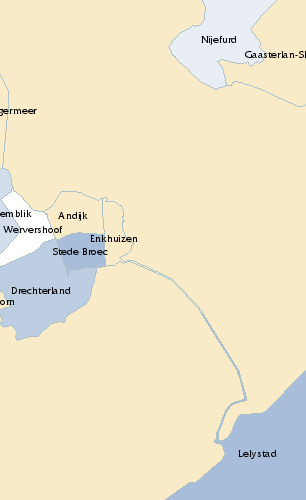 Nijefurd
Gaasterlan-Sl
germeer
emblik
Andijk
Wervershoof
Enkhuizen
Stede Broec
Drechterland
orn
Lelystad